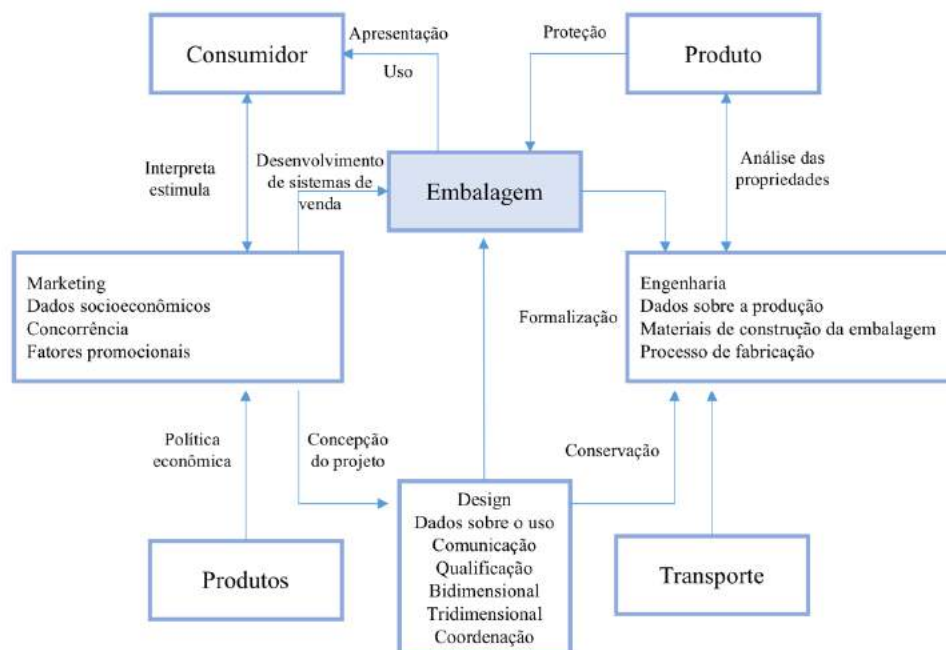 Consumidor
Apresentação
Uso
Proteção
Produto
Interpreta
estimula
Desenvolvimento
de sistemas de
venda
Embalagem
Análise das
propriedades
Marketing
Dados socioeconômicos
Concorrência
Fatores promocionais
Formalização
Engenharia
Dados sobre a produção
Materiais de construção da embalagem
Processo de fabricação
Política
econômica
Concepção
do projeto
Conservação
Produtos
Design
Dados sobre o uso
Comunicação
Qualificação
Bidimensional
Tridimensional
Coordenação
Transporte